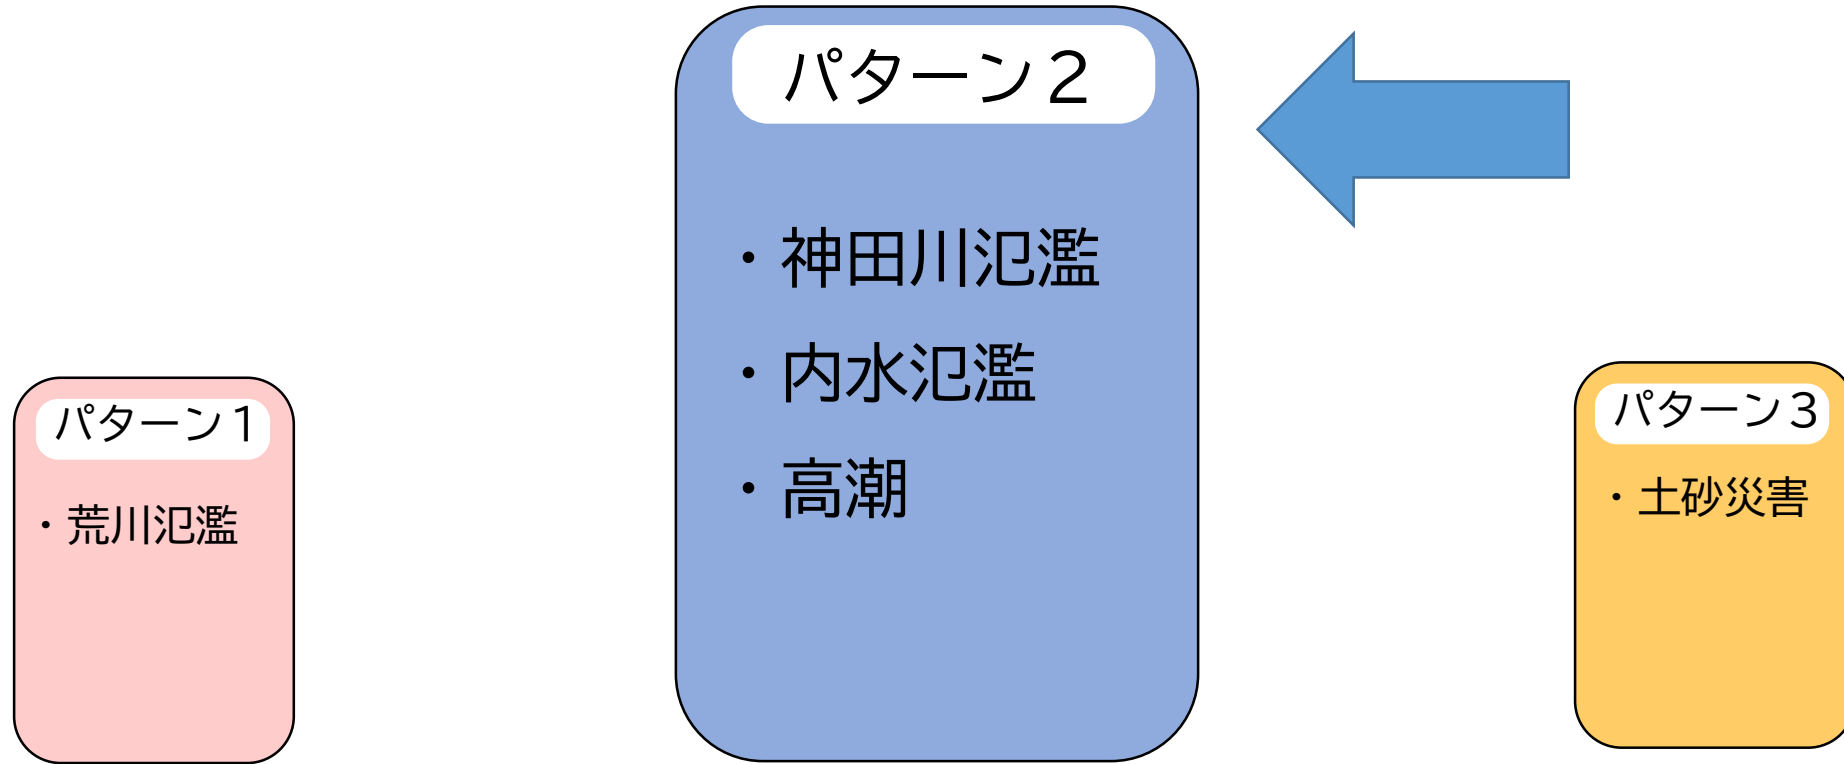 パターン２
・神田川氾濫
・内水氾濫
・高潮
パターン１
・荒川氾濫
パターン３
・土砂災害